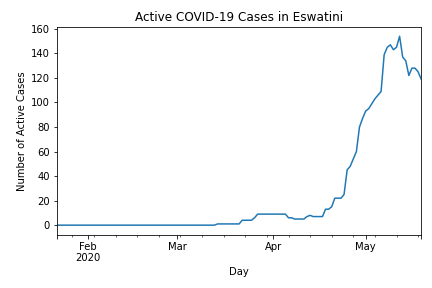 Active COVID-19 Cases in Eswatini
160
140
120
100
80
60
40
20
0
Number of Active Cases
Feb
2020
Mar
Apr
May
Day